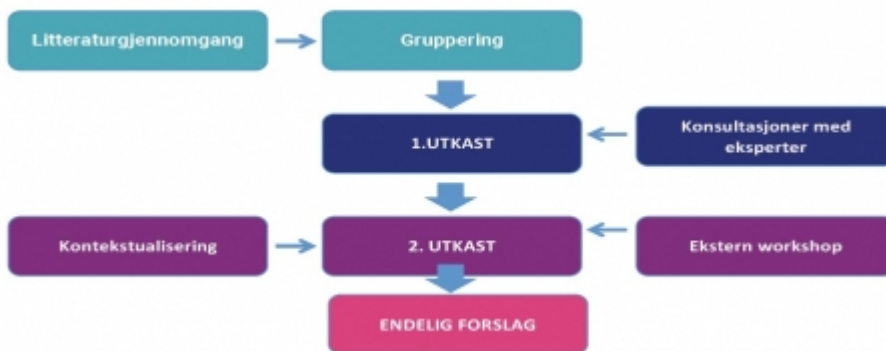 Litteraturgjennomgang
Gruppering
1.UTKAST
Konsultasjoner med
eksperter
Kontekstualisering
2. UTKAST
Ekstern workshop
ENDELIG FORSLAG